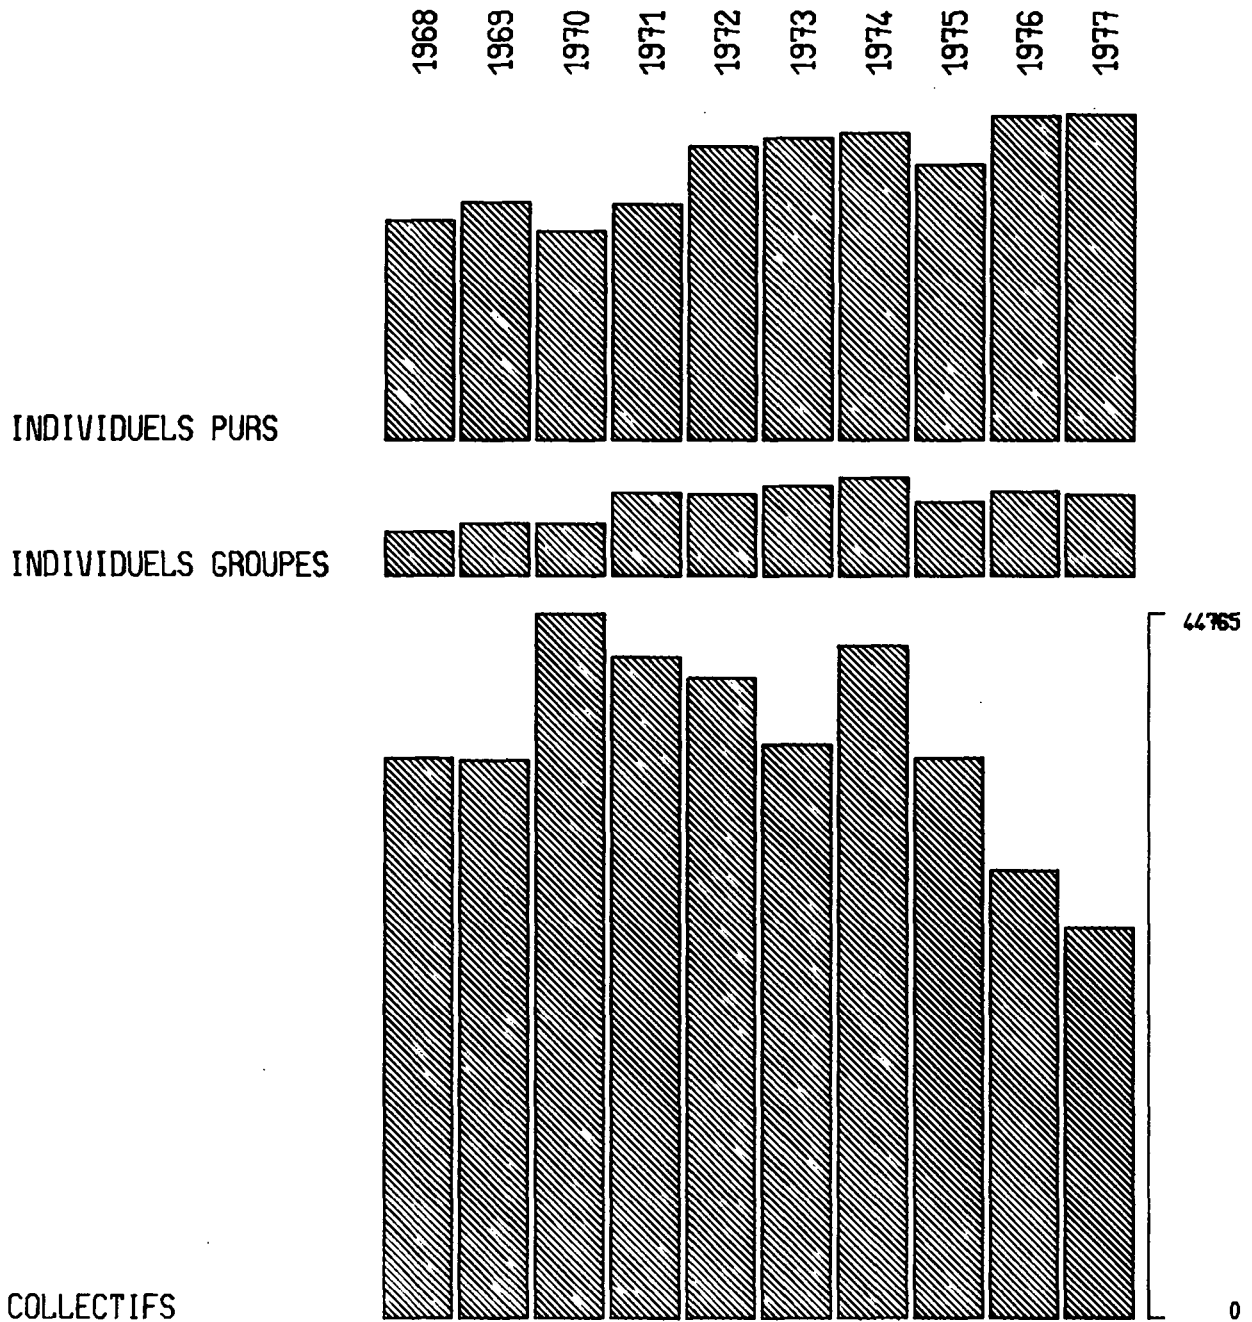 1968 1969 1970 1971 1972 1973 1974 1975 1976 1977
INDIVIDUELS PURS
INDIVIDUELS GROUPES
44765
COLLECTIFS 0